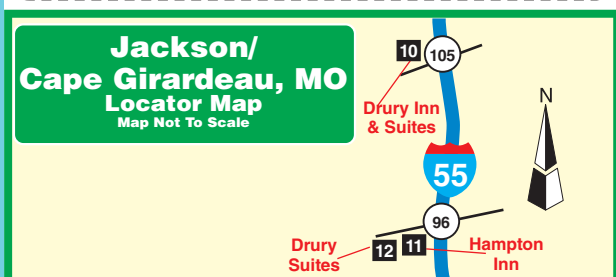 Jackson/
Cape Girardeau, MO
Locator Map
Map Not To Scale
10
105
Drury Inn
& Suites
N
55
96
Drury
Suites
12
11
Hampton
Inn